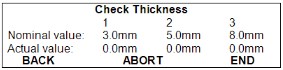 Check Thickness
1 2 3
Nominal value: 3.0mm 5.0mm 8.0mm
Actual value: 0.0mm 0.0mm 0.0mm
BACK ABORT END